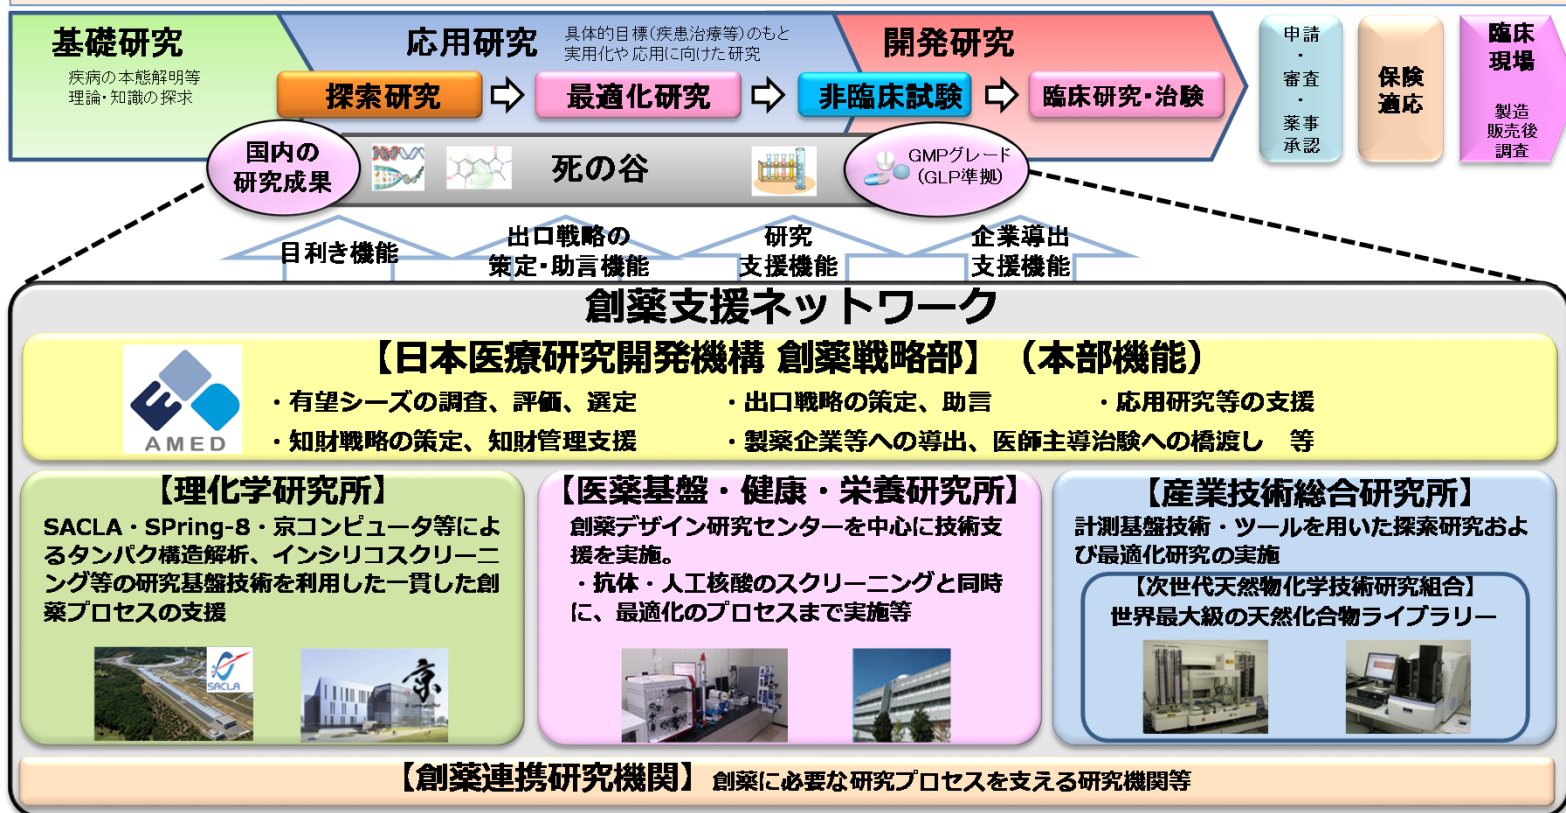 基礎研究
疾病の本態解明等
理論・知識の探求
応用研究
具体的目標(疾患治療等)のもと
実用化や応用に向けた研究
開発研究
探索研究
最適化研究
非臨床試験
臨床研究・治験
申請
・
審査
・
薬事
承認
保険
適応
臨床
現場
製造
販売後
調査
国内の
研究成果
死の谷
GMPグレード
(GLP準拠)
目利き機能
出口戦略の
策定・助言機能
研究
支援機能
企業導出
支援機能
創薬支援ネットワーク
【日本医療研究開発機構 創薬戦略部】（本部機能）
AMED
・有望シーズの調査、評価、選定
・出口戦略の策定、助言
・応用研究等の支援
・知財戦略の策定、知財管理支援
・製薬企業等への導出、医師主導治験への橋渡し　等
【理化学研究所】
SACLA・SPring-8・京コンピュータ等によ
るタンパク構造解析、インシリコスクリーニ
ング等の研究基盤技術を利用した一貫した創
薬プロセスの支援
SACLA
京
【医薬基盤・健康・栄養研究所】
創薬デザイン研究センターを中心に技術支
援を実施。
・抗体・人工核酸のスクリーニングと同時
に、最適化のプロセスまで実施等
【産業技術総合研究所】
計測基盤技術・ツールを用いた探索研究およ
び最適化研究の実施
【次世代天然物化学技術研究組合】
世界最大級の天然化合物ライブラリー
【創薬連携研究機関】創薬に必要な研究プロセスを支える研究機関等